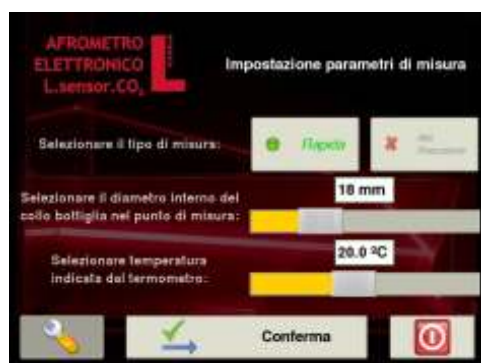 AFROMETRO
ELETTRONICO
L.sensor.CO₂
L
Impostazione parametri di misura
Selezionare il tipo di misura:
Rapida
Selezionare il diametro interno del
collo bottiglia nel punto di misura:
18 mm
Selezionare temperatura
indicata dal termometro:
20.0 ºC
Conferma